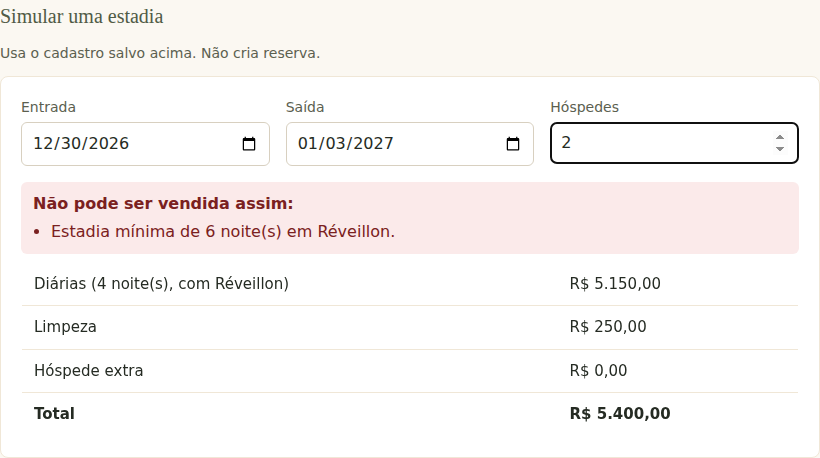 Simular uma estadia
Usa o cadastro salvo acima. Não cria reserva.
Entrada Saída Hóspedes
12/30/2026 01/03/2027 2
Não pode ser vendida assim:
• Estadia mínima de 6 noite(s) em Réveillon.
Diárias (4 noite(s), com Réveillon) R$ 5.150,00
Limpeza R$ 250,00
Hóspede extra R$ 0,00
Total R$ 5.400,00